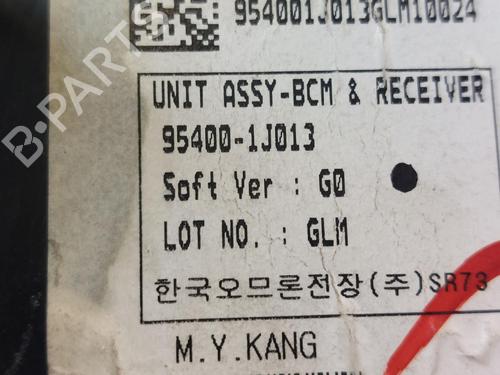 954001J013GLM10024
UNIT ASSY-BCM & RECEIVER
95400-1J013
Soft Ver : G0
LOT NO. : GLM
한국오므론전장(주)SR73
M.Y.KANG